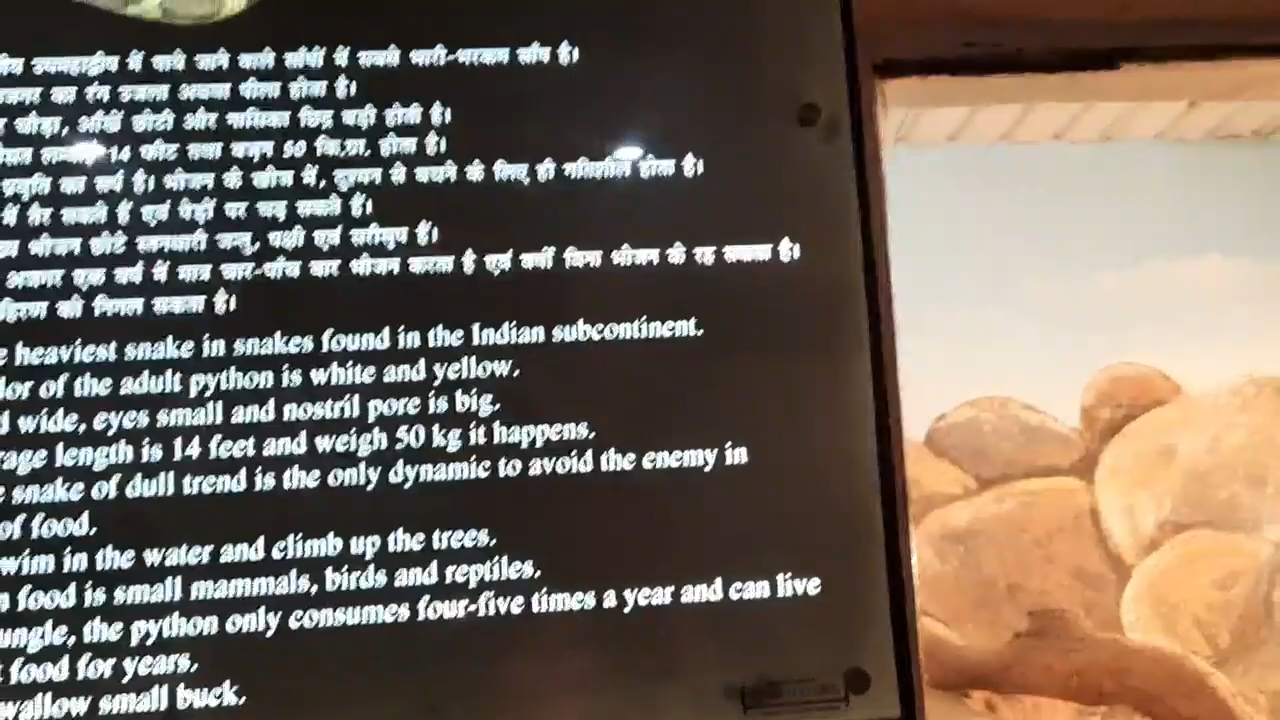 उपमहाद्वीप में पाये जाने वाले साँपों में सबसे भारी-भरकम साँप है।
का रंग उजला अथवा पीला होता है।
चौड़ा, आँखें छोटी और नासिका छिद्र बड़ी होती है।
14 फीट तथा वजन 50 कि.ग्रा. होता है।
प्रवृति का सर्प है। भोजन के खोज में, दुश्मन से बचने के लिए ही गतिशील होता है।
में तैर सकते हैं एवं पेड़ों पर चढ़ सकते हैं।
भोजन छोटे स्तनधारी जन्तु, पक्षी एवं सरीसृप हैं।
अजगर एक वर्ष में मात्र चार-पाँच बार भोजन करता है एवं वर्षों बिना भोजन के रह सकता है।
हिरण को निगल सकता है।
e heaviest snake in snakes found in the Indian subcontinent.
lor of the adult python is white and yellow.
d wide, eyes small and nostril pore is big.
rage length is 14 feet and weigh 50 kg it happens.
e snake of dull trend is the only dynamic to avoid the enemy in
of food.
wim in the water and climb up the trees.
n food is small mammals, birds and reptiles.
ungle, the python only consumes four-five times a year and can live
t food for years.
wallow small buck.